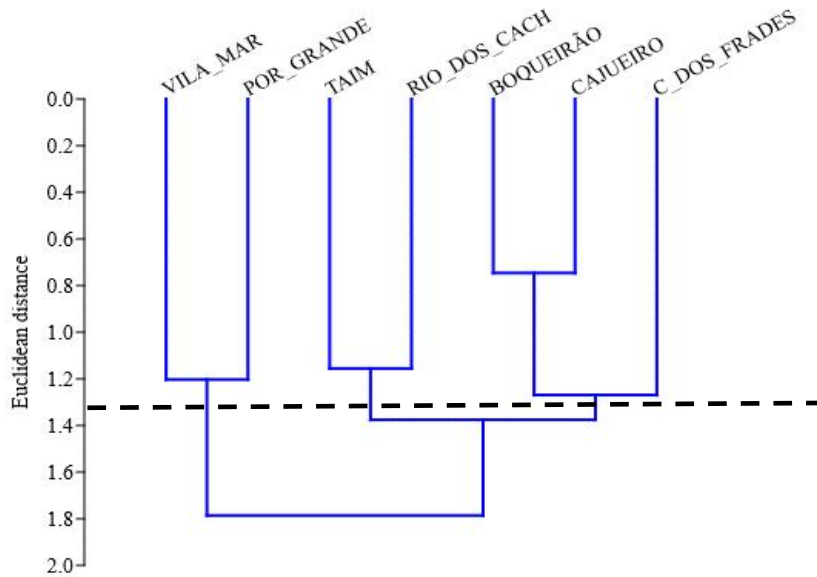 VILA_MAR
POR_GRANDE
TAIM
RIO_DOS_CACH
BOQUEIRÃO
CAJUEIRO
C_DOS_FRADES
0.0
0.2
0.4
0.6
0.8
1.0
1.2
1.4
1.6
1.8
2.0
Euclidean distance